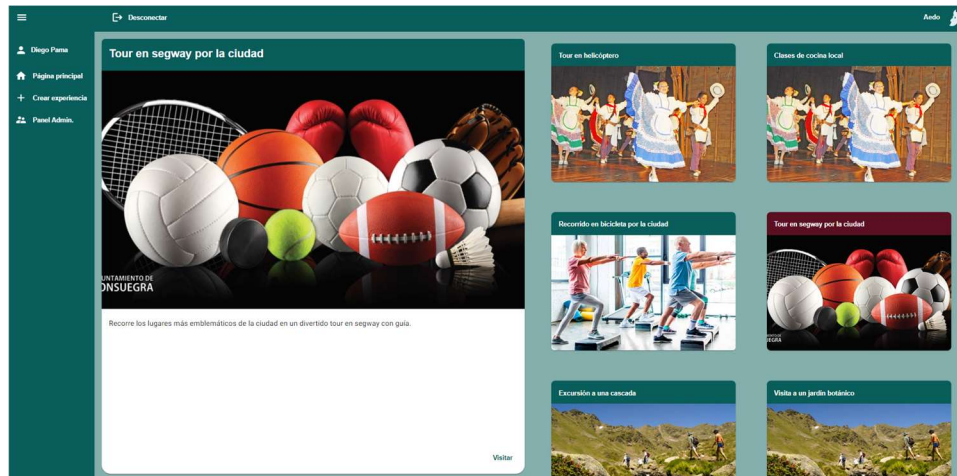 Desconectar
Aedo
Diego Pama
Página principal
Crear experiencia
Panel Admin.
Tour en segway por la ciudad
UNTAMIENTO DE
ONSUEGRA
Recorre los lugares más emblemáticos de la ciudad en un divertido tour en segway con guía.
Visitar
Tour en helicóptero
Clases de cocina local
Recorrido en bicicleta por la ciudad
Tour en segway por la ciudad
Excursión a una cascada
Visita a un jardín botánico